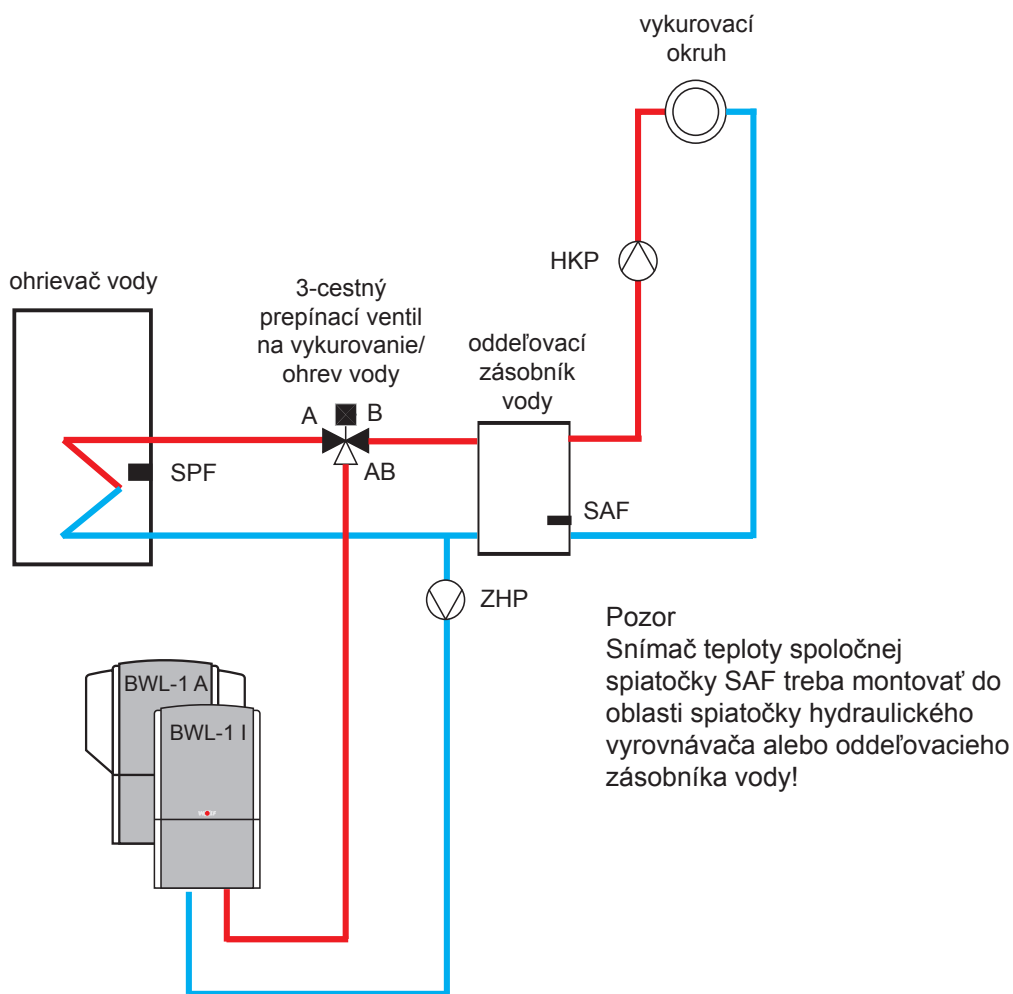 vykurovací
okruh
HKP
ohrievač vody
3-cestný
prepínací ventil
na vykurovanie/
ohrev vody
oddeľovací
zásobník
vody
A
B
AB
SPF
SAF
ZHP
Pozor
Snímač teploty spoločnej
spiatočky SAF treba montovať do
oblasti spiatočky hydraulického
vyrovnávača alebo oddeľovacieho
zásobníka vody!
BWL-1 A
BWL-1 I